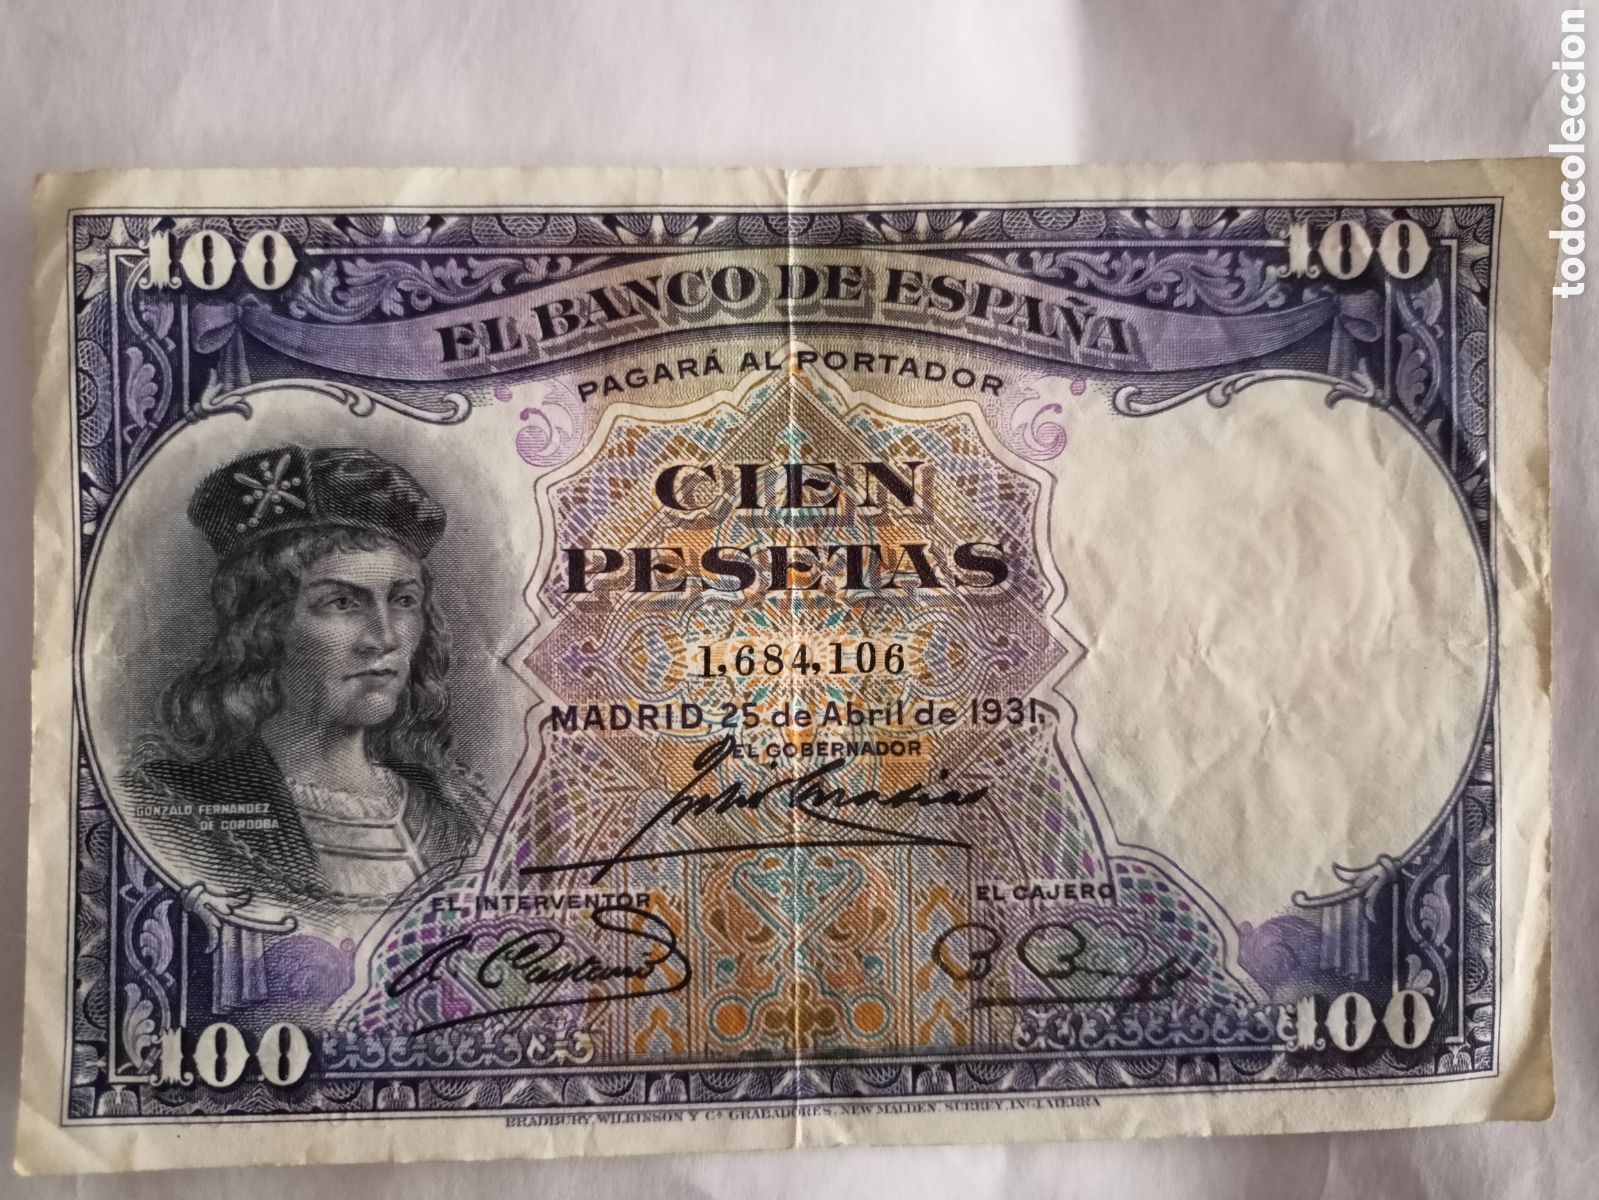 100 100
EL BANCO DE ESPAÑA
PAGARÁ AL PORTADOR
CIEN
PESETAS
1,684,106
MADRID, 25 de Abril de 1931.
EL GOBERNADOR
GONZALO FERNANDEZ
DE CORDOBA
EL INTERVENTOR EL CAJERO
100 100
BRADBURY, WILKINSON Y Cª GRABADORES, NEW MALDEN, SURREY, INGLATERRA
todocoleccion